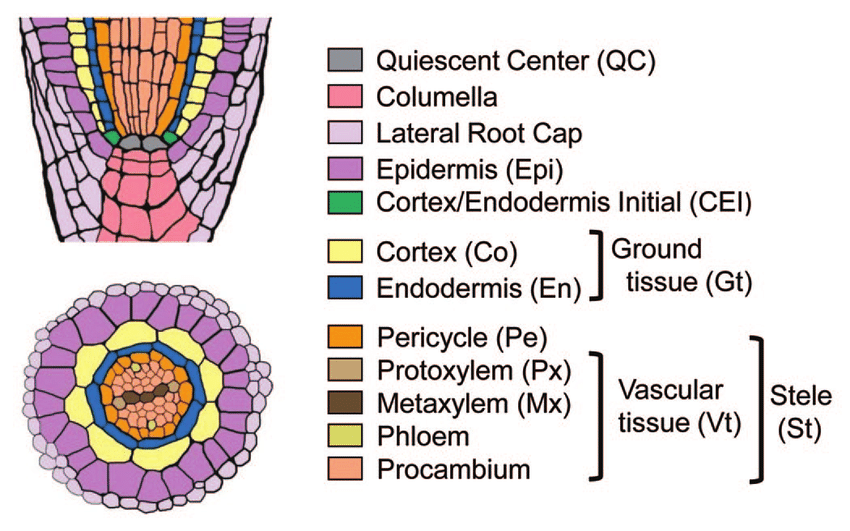 Quiescent Center (QC)
Columella
Lateral Root Cap
Epidermis (Epi)
Cortex/Endodermis Initial (CEI)
Cortex (Co)
Endodermis (En)
Ground
tissue (Gt)
Pericycle (Pe)
Protoxylem (Px)
Metaxylem (Mx)
Phloem
Procambium
Vascular
tissue (Vt)
Stele
(St)